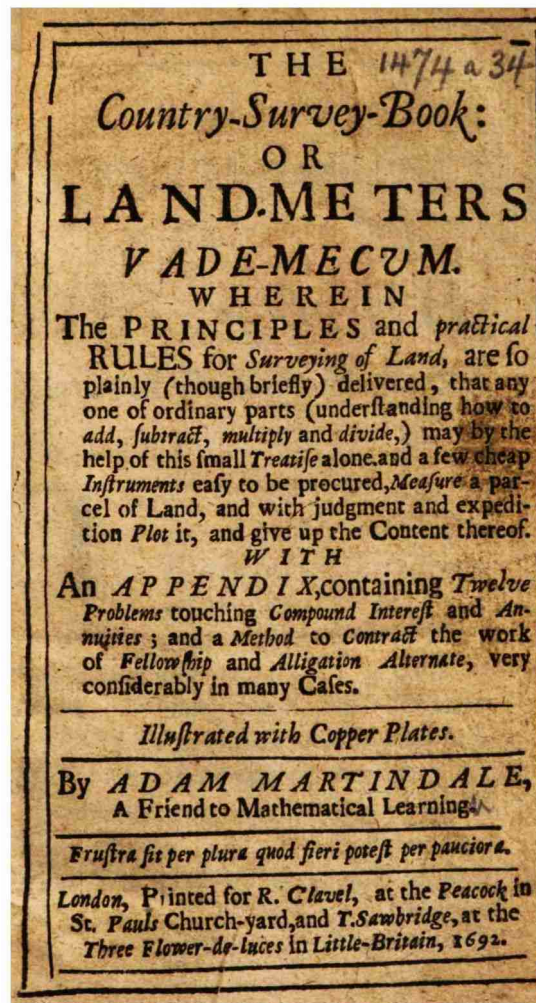 THE 1474 a 34
Country-Survey-Book:
OR
LAND-METERS
VADE-MECUM.
WHEREIN
The PRINCIPLES and practical
RULES for Surveying of Land, are ſo
plainly (though briefly) delivered, that any
one of ordinary parts (underſtanding how to
add, ſubtract, multiply and divide,) may by the
help of this ſmall Treatiſe alone.and a few cheap
Inſtruments eaſy to be procured, Meaſure a par-
cel of Land, and with judgment and expedi-
tion Plot it, and give up the Content thereof.
WITH
An APPENDIX, containing Twelve
Problems touching Compound Intereſt and An-
nuities; and a Method to Contract the work
of Fellowſhip and Alligation Alternate, very
conſiderably in many Caſes.
Illuſtrated with Copper Plates.
By ADAM MARTINDALE,
A Friend to Mathematical Learning.
Fruſtra fit per plura quod fieri poteſt per pauciora.
London, Printed for R. Clavel, at the Peacock in
St. Pauls Church-yard, and T. Sawbridge, at the
Three Flower-de-luces in Little-Britain, 1692.